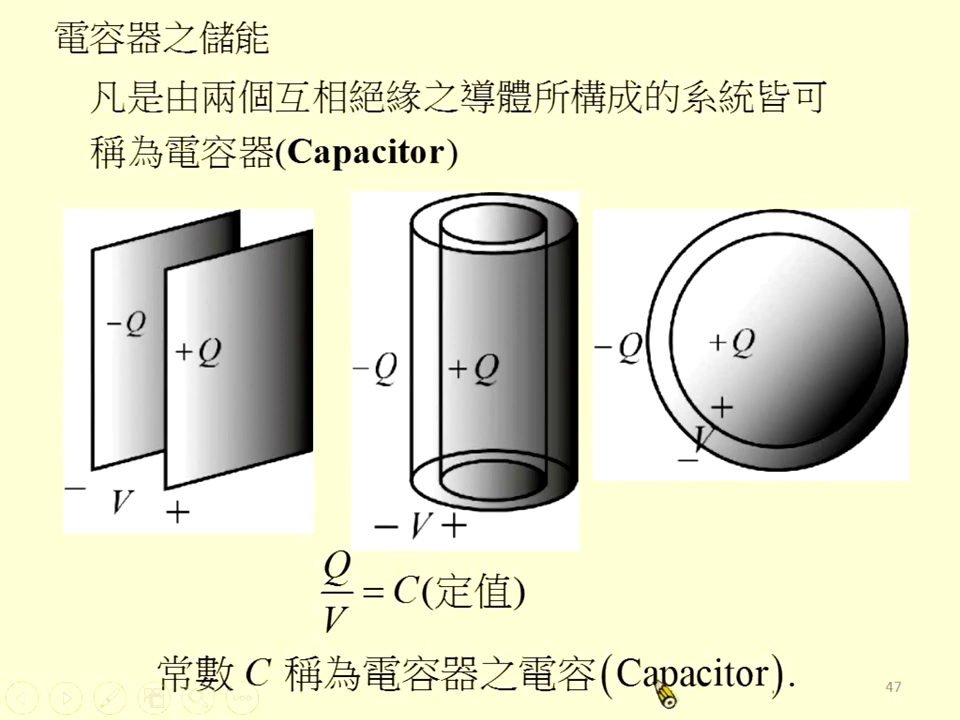 電容器之儲能
凡是由兩個互相絕緣之導體所構成的系統皆可
稱為電容器(Capacitor)
−Q
+Q
− V +
−Q
+Q
− V +
−Q
+Q
+
V
−
Q/V = C(定值)
常數 C 稱為電容器之電容(Capacitor).
47